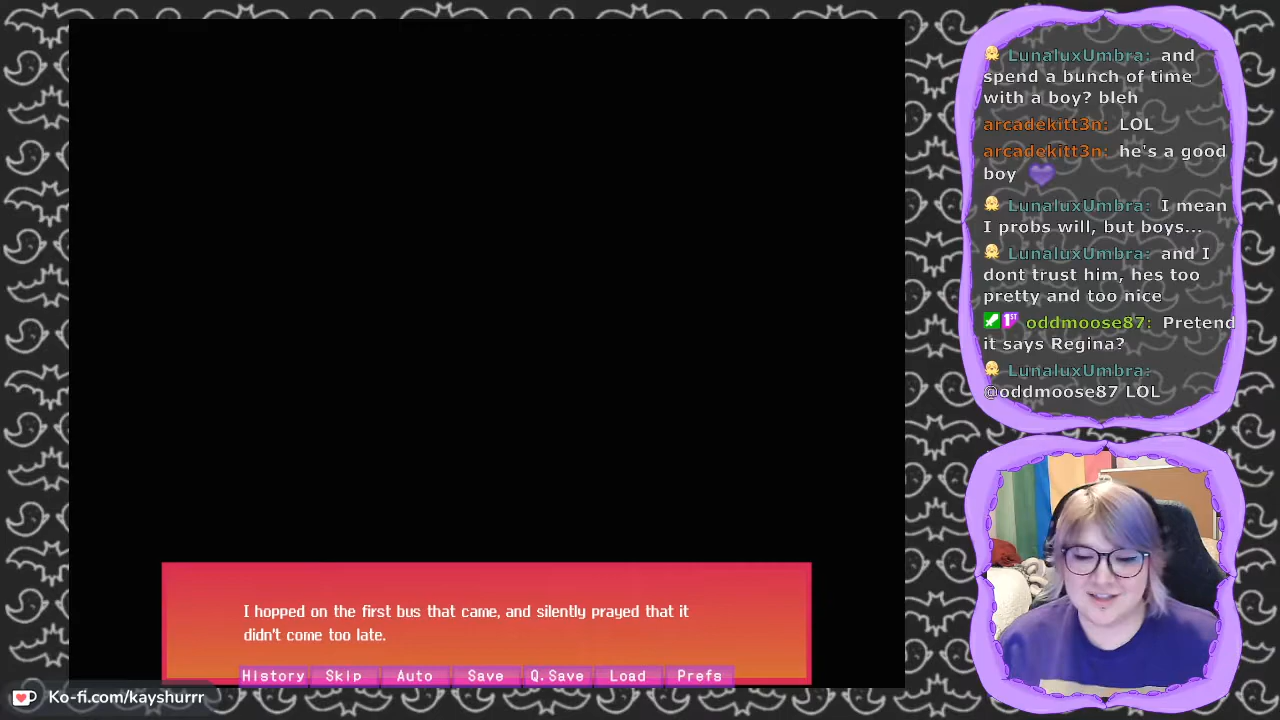 LunaluxUmbra: and
spend a bunch of time
with a boy? bleh
arcadekitt3n: LOL
arcadekitt3n: he's a good
boy
LunaluxUmbra: I mean
I probs will, but boys...
LunaluxUmbra: and I
dont trust him, hes too
pretty and too nice
1ST oddmoose87: Pretend
it says Regina?
LunaluxUmbra:
@oddmoose87 LOL
I hopped on the first bus that came, and silently prayed that it
didn't come too late.
History Skip Auto Save Q.Save Load Prefs
Ko-fi.com/kayshurrr